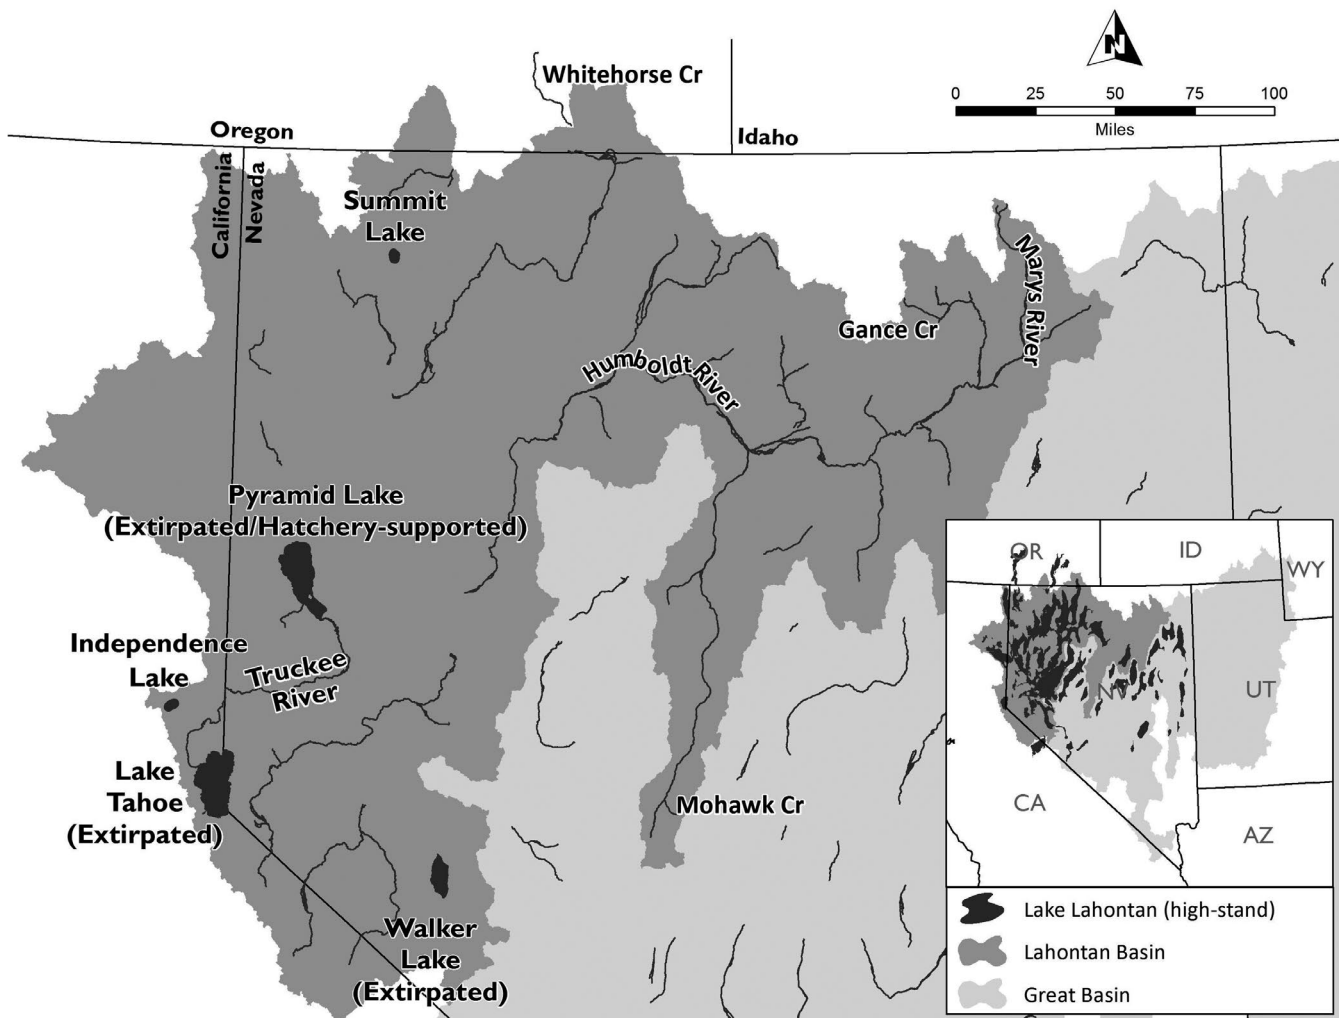 Whitehorse Cr
N
0 25 50 75 100
Miles
Oregon
Idaho
California
Nevada
Summit
Lake
Marys River
Gance Cr
Humboldt River
Pyramid Lake
(Extirpated/Hatchery-supported)
Independence
Lake
Truckee
River
Lake
Tahoe
(Extirpated)
Mohawk Cr
Walker
Lake
(Extirpated)
OR
ID
WY
NV
UT
CA
AZ
Lake Lahontan (high-stand)
Lahontan Basin
Great Basin